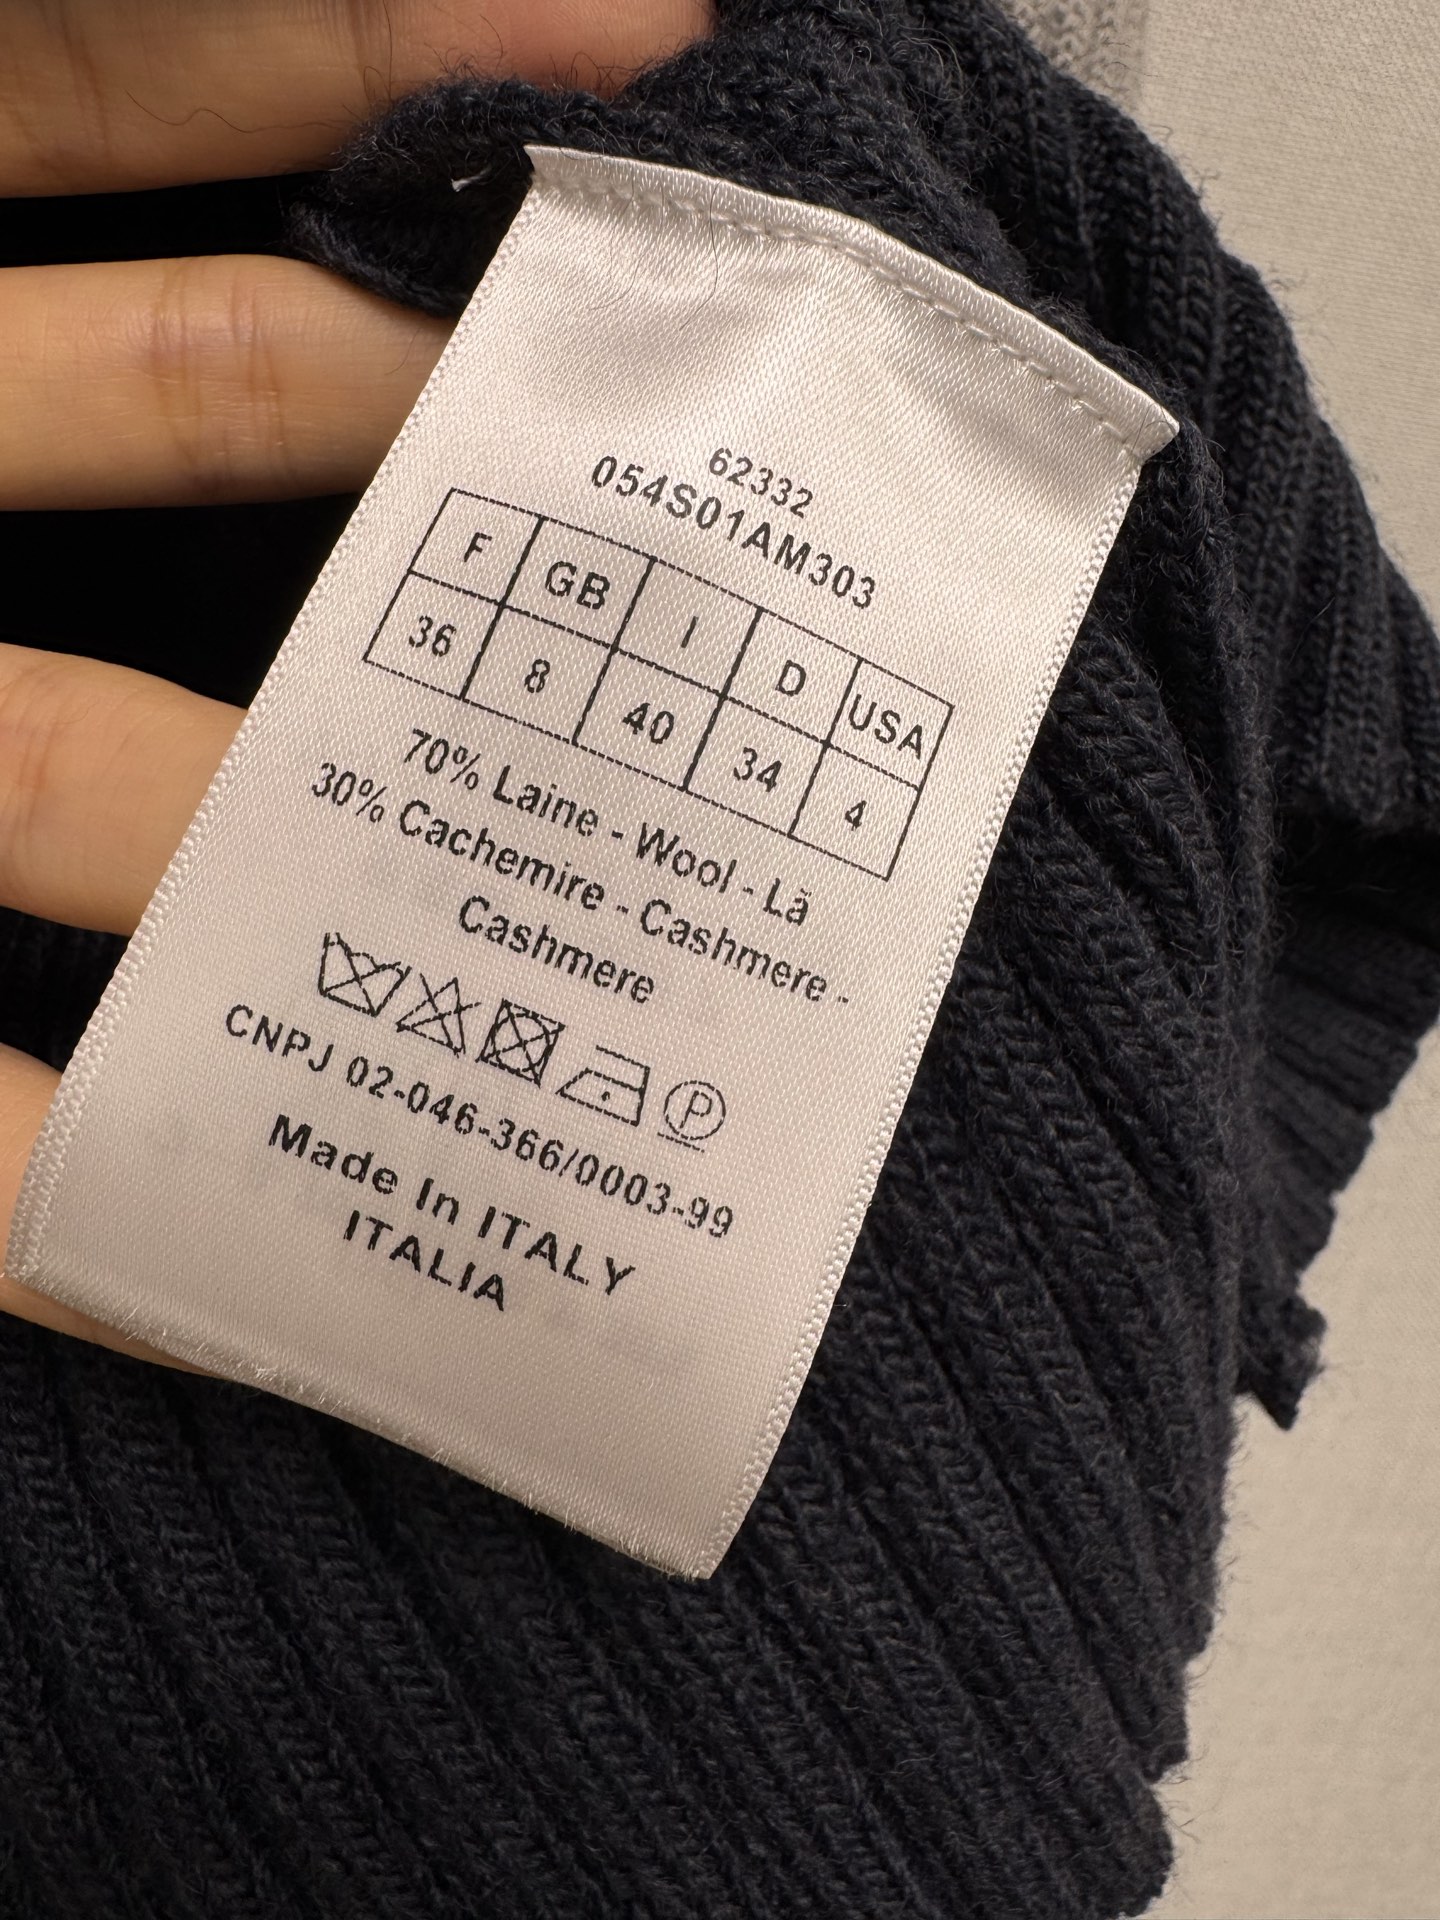 62332
054S01AM303
F GB I D USA
36 8 40 34 4
70% Laine - Wool - Lã
30% Cachemire - Cashmere -
Cashmere
P
CNPJ 02-046-366/0003-99
Made In ITALY
ITALIA